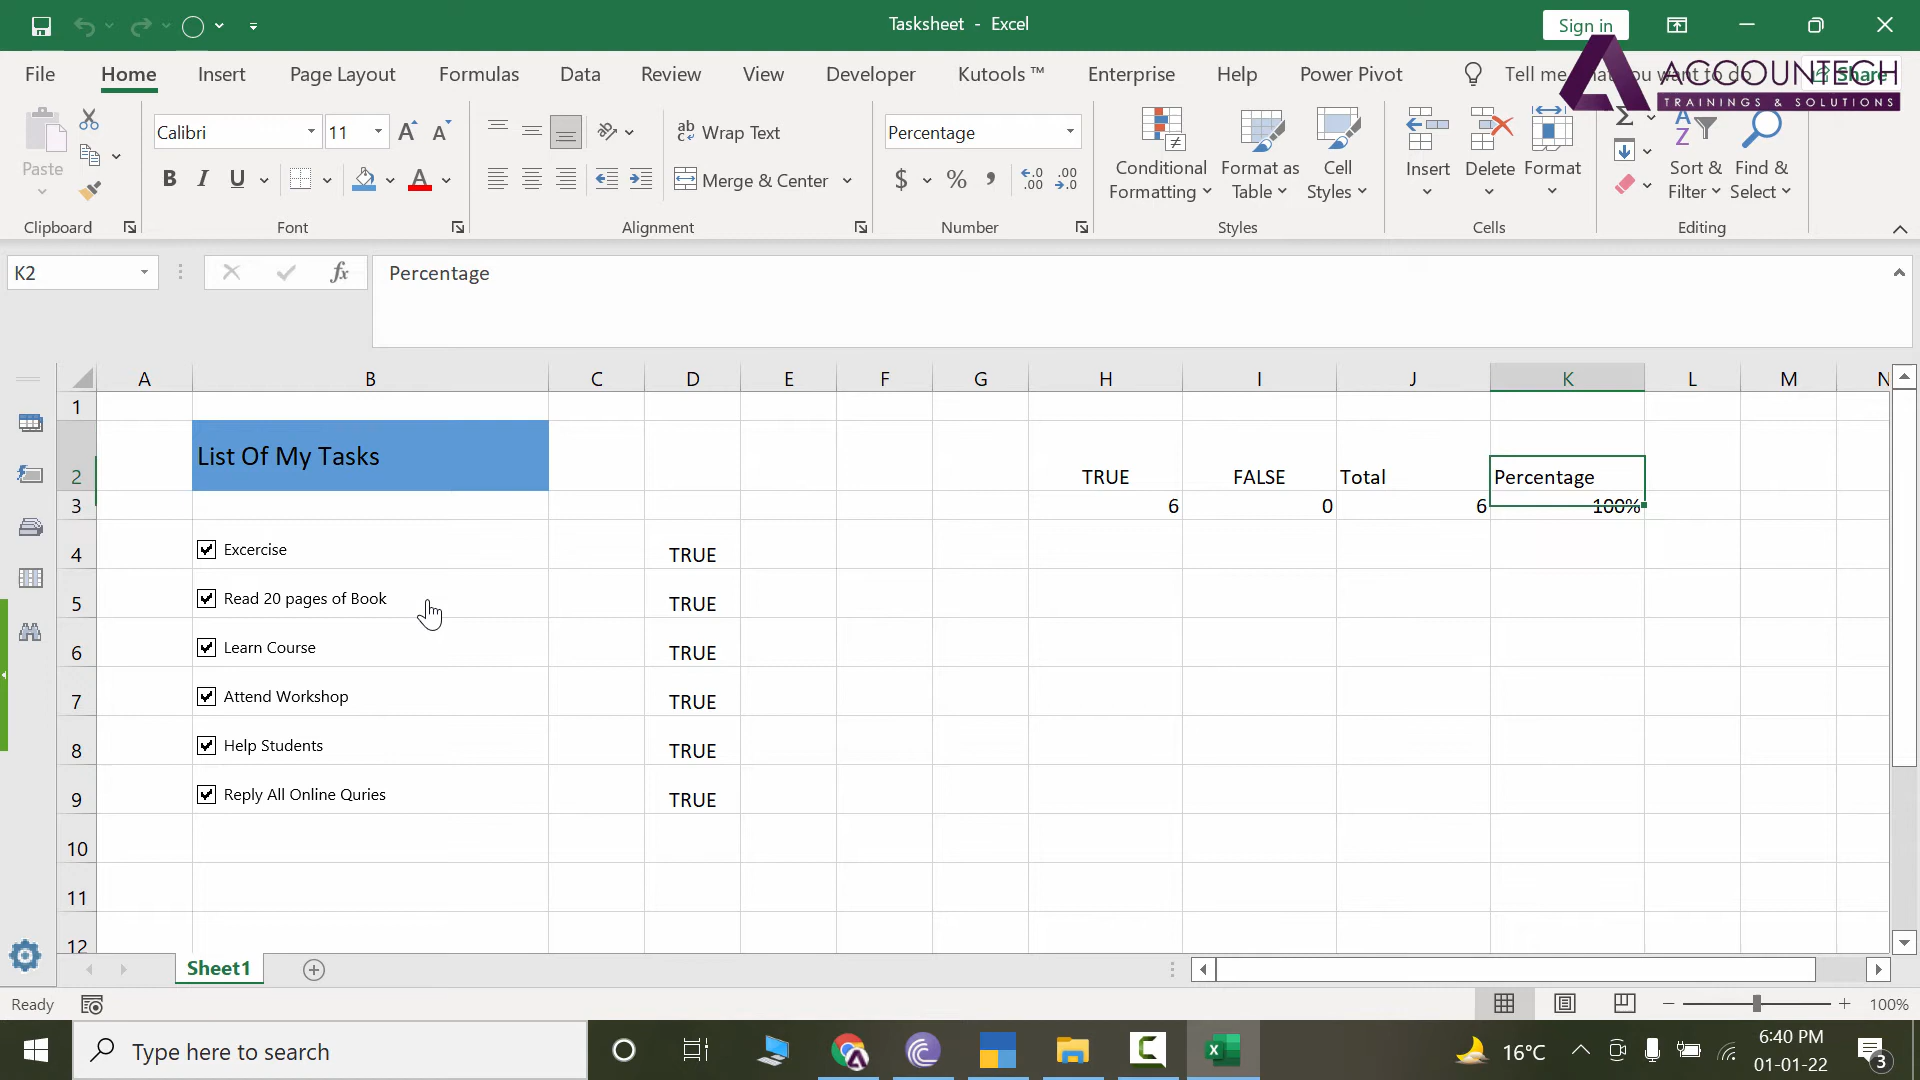 Tasksheet - Excel
Sign in
File Home Insert Page Layout Formulas Data Review View Developer Kutools ™ Enterprise Help Power Pivot Tell me what you want to do Share
ACCOUNTECH
TRAININGS & SOLUTIONS
Calibri 11 Wrap Text Percentage
Paste Merge & Center Conditional Formatting Format as Table Cell Styles Insert Delete Format Sort & Filter Find & Select
Clipboard Font Alignment Number Styles Cells Editing
K2 fx Percentage
A B C D E F G H I J K L M N
1
2 List Of My Tasks TRUE FALSE Total Percentage
3 6 0 6 100%
4 Excercise TRUE
5 Read 20 pages of Book TRUE
6 Learn Course TRUE
7 Attend Workshop TRUE
8 Help Students TRUE
9 Reply All Online Quries TRUE
10
11
12
Sheet1
Ready 100%
Type here to search 16°C 6:40 PM
01-01-22 3